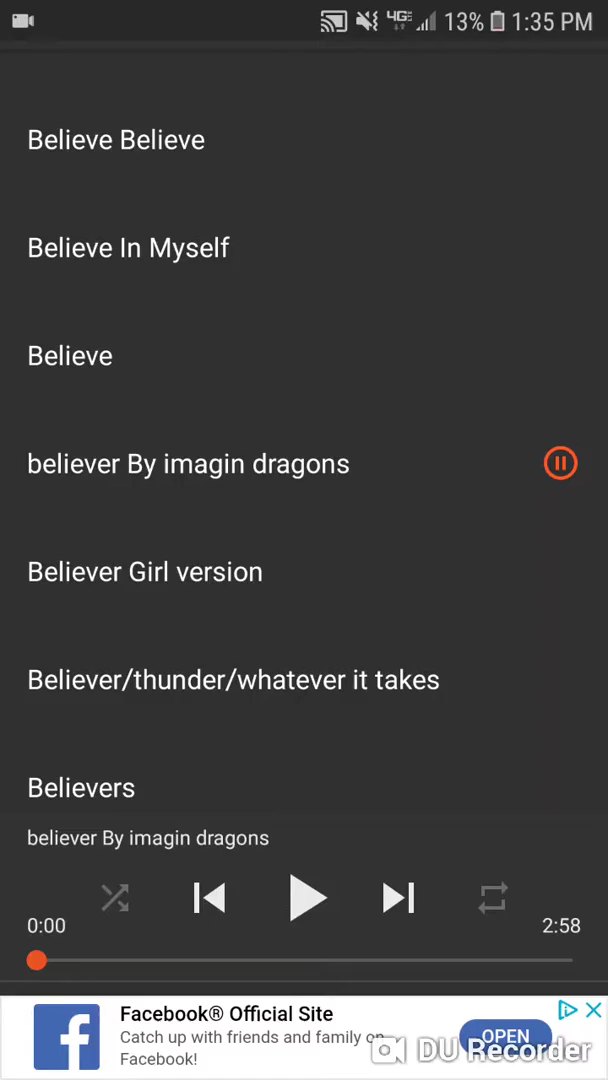 4GE 13% 1:35 PM
Believe Believe
Believe In Myself
Believe
believer By imagin dragons
Believer Girl version
Believer/thunder/whatever it takes
Believers
believer By imagin dragons
0:00 2:58
Facebook® Official Site
Catch up with friends and family on
Facebook!
OPEN
DU Recorder